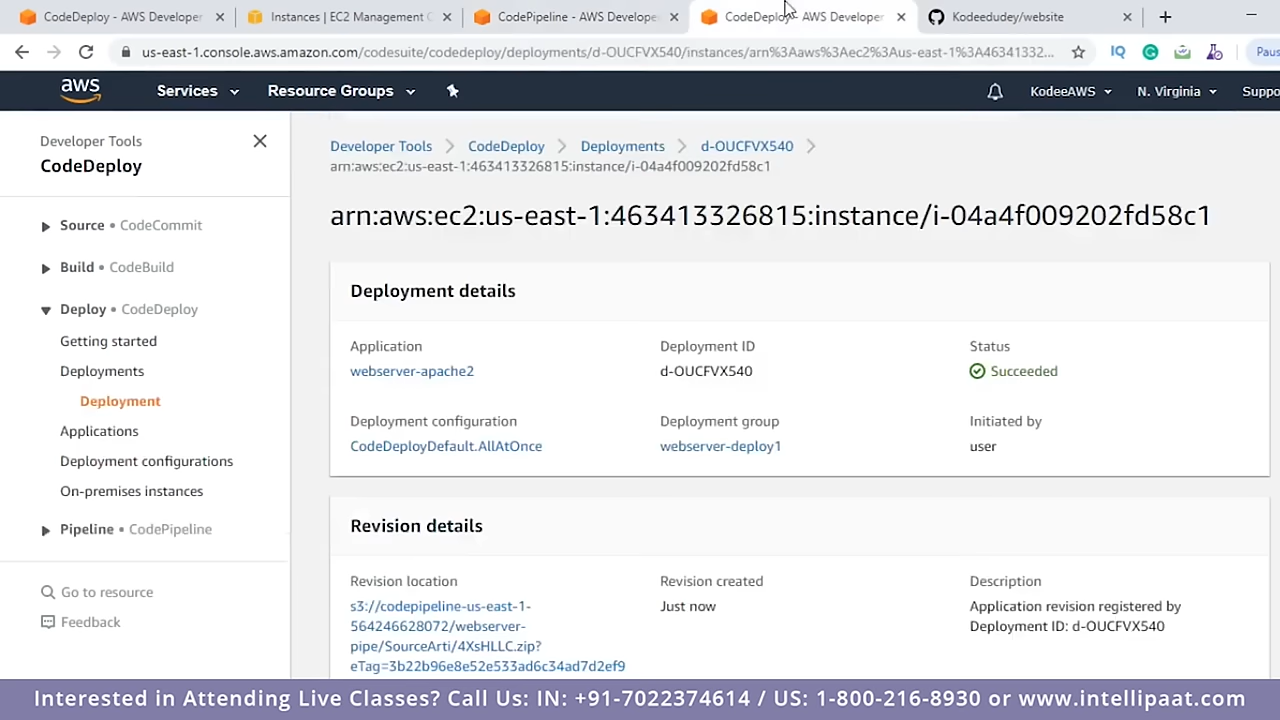 CodeDeploy - AWS Developer
Instances | EC2 Management C
CodePipeline - AWS Develope
CodeDeploy - AWS Developer
Kodeedudey/website
us-east-1.console.aws.amazon.com/codesuite/codedeploy/deployments/d-OUCFVX540/instances/arn%3Aaws%3Aec2%3Aus-east-1%3A46341332...
IQ
Paus
aws
Services
Resource Groups
KodeeAWS
N. Virginia
Suppo
Developer Tools
CodeDeploy
Source • CodeCommit
Build • CodeBuild
Deploy • CodeDeploy
Getting started
Deployments
Deployment
Applications
Deployment configurations
On-premises instances
Pipeline • CodePipeline
Go to resource
Feedback
Developer Tools > CodeDeploy > Deployments > d-OUCFVX540 >
arn:aws:ec2:us-east-1:463413326815:instance/i-04a4f009202fd58c1
arn:aws:ec2:us-east-1:463413326815:instance/i-04a4f009202fd58c1
Deployment details
Application
webserver-apache2
Deployment ID
d-OUCFVX540
Status
Succeeded
Deployment configuration
CodeDeployDefault.AllAtOnce
Deployment group
webserver-deploy1
Initiated by
user
Revision details
Revision location
s3://codepipeline-us-east-1-
564246628072/webserver-
pipe/SourceArti/4XsHLLC.zip?
eTag=3b22b96e8e52e533ad6c34ad7d2ef9
Revision created
Just now
Description
Application revision registered by
Deployment ID: d-OUCFVX540
Interested in Attending Live Classes? Call Us: IN: +91-7022374614 / US: 1-800-216-8930 or www.intellipaat.com